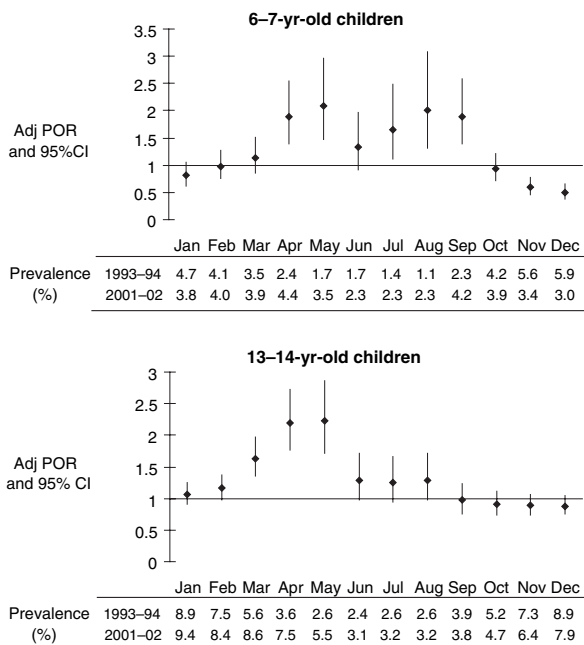 6–7-yr-old children
3.5
3
2.5
2
1.5
1
0.5
0
Adj POR
and 95%CI
Jan Feb Mar Apr May Jun Jul Aug Sep Oct Nov Dec
Prevalence 1993–94 4.7 4.1 3.5 2.4 1.7 1.7 1.4 1.1 2.3 4.2 5.6 5.9
(%) 2001–02 3.8 4.0 3.9 4.4 3.5 2.3 2.3 2.3 4.2 3.9 3.4 3.0
13–14-yr-old children
3
2.5
2
1.5
1
0.5
0
Adj POR
and 95% CI
Jan Feb Mar Apr May Jun Jul Aug Sep Oct Nov Dec
Prevalence 1993–94 8.9 7.5 5.6 3.6 2.6 2.4 2.6 2.6 3.9 5.2 7.3 8.9
(%) 2001–02 9.4 8.4 8.6 7.5 5.5 3.1 3.2 3.2 3.8 4.7 6.4 7.9